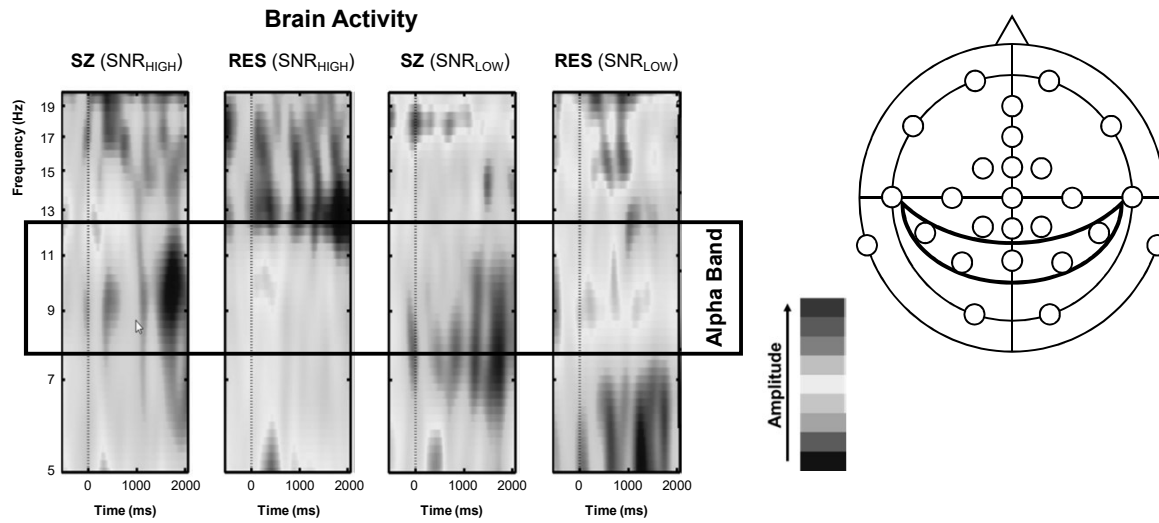 Brain Activity
SZ (SNRHIGH) RES (SNRHIGH) SZ (SNRLOW) RES (SNRLOW)
Frequency (Hz)
19
17
15
13
11
9
7
5
Alpha Band
Amplitude
0 1000 2000 0 1000 2000 0 1000 2000 0 1000 2000
Time (ms) Time (ms) Time (ms) Time (ms)